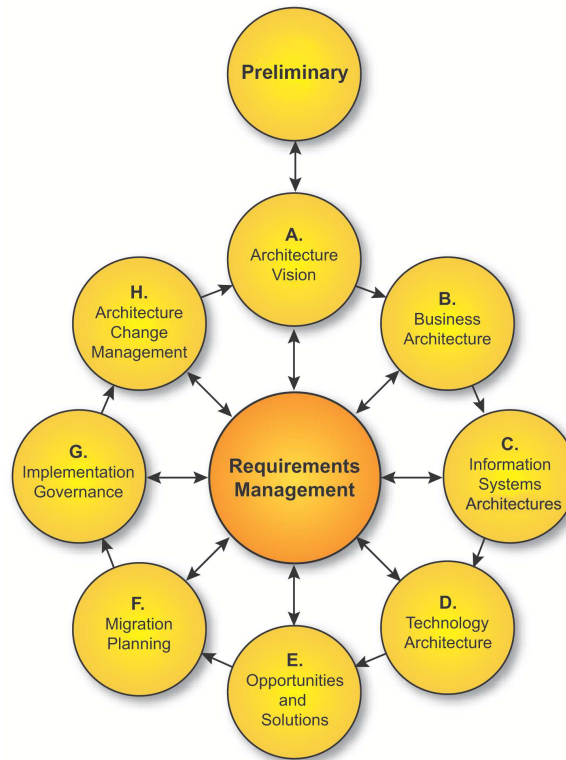 Preliminary
A.
Architecture
Vision
B.
Business
Architecture
C.
Information
Systems
Architectures
D.
Technology
Architecture
E.
Opportunities
and
Solutions
F.
Migration
Planning
G.
Implementation
Governance
H.
Architecture
Change
Management
Requirements
Management